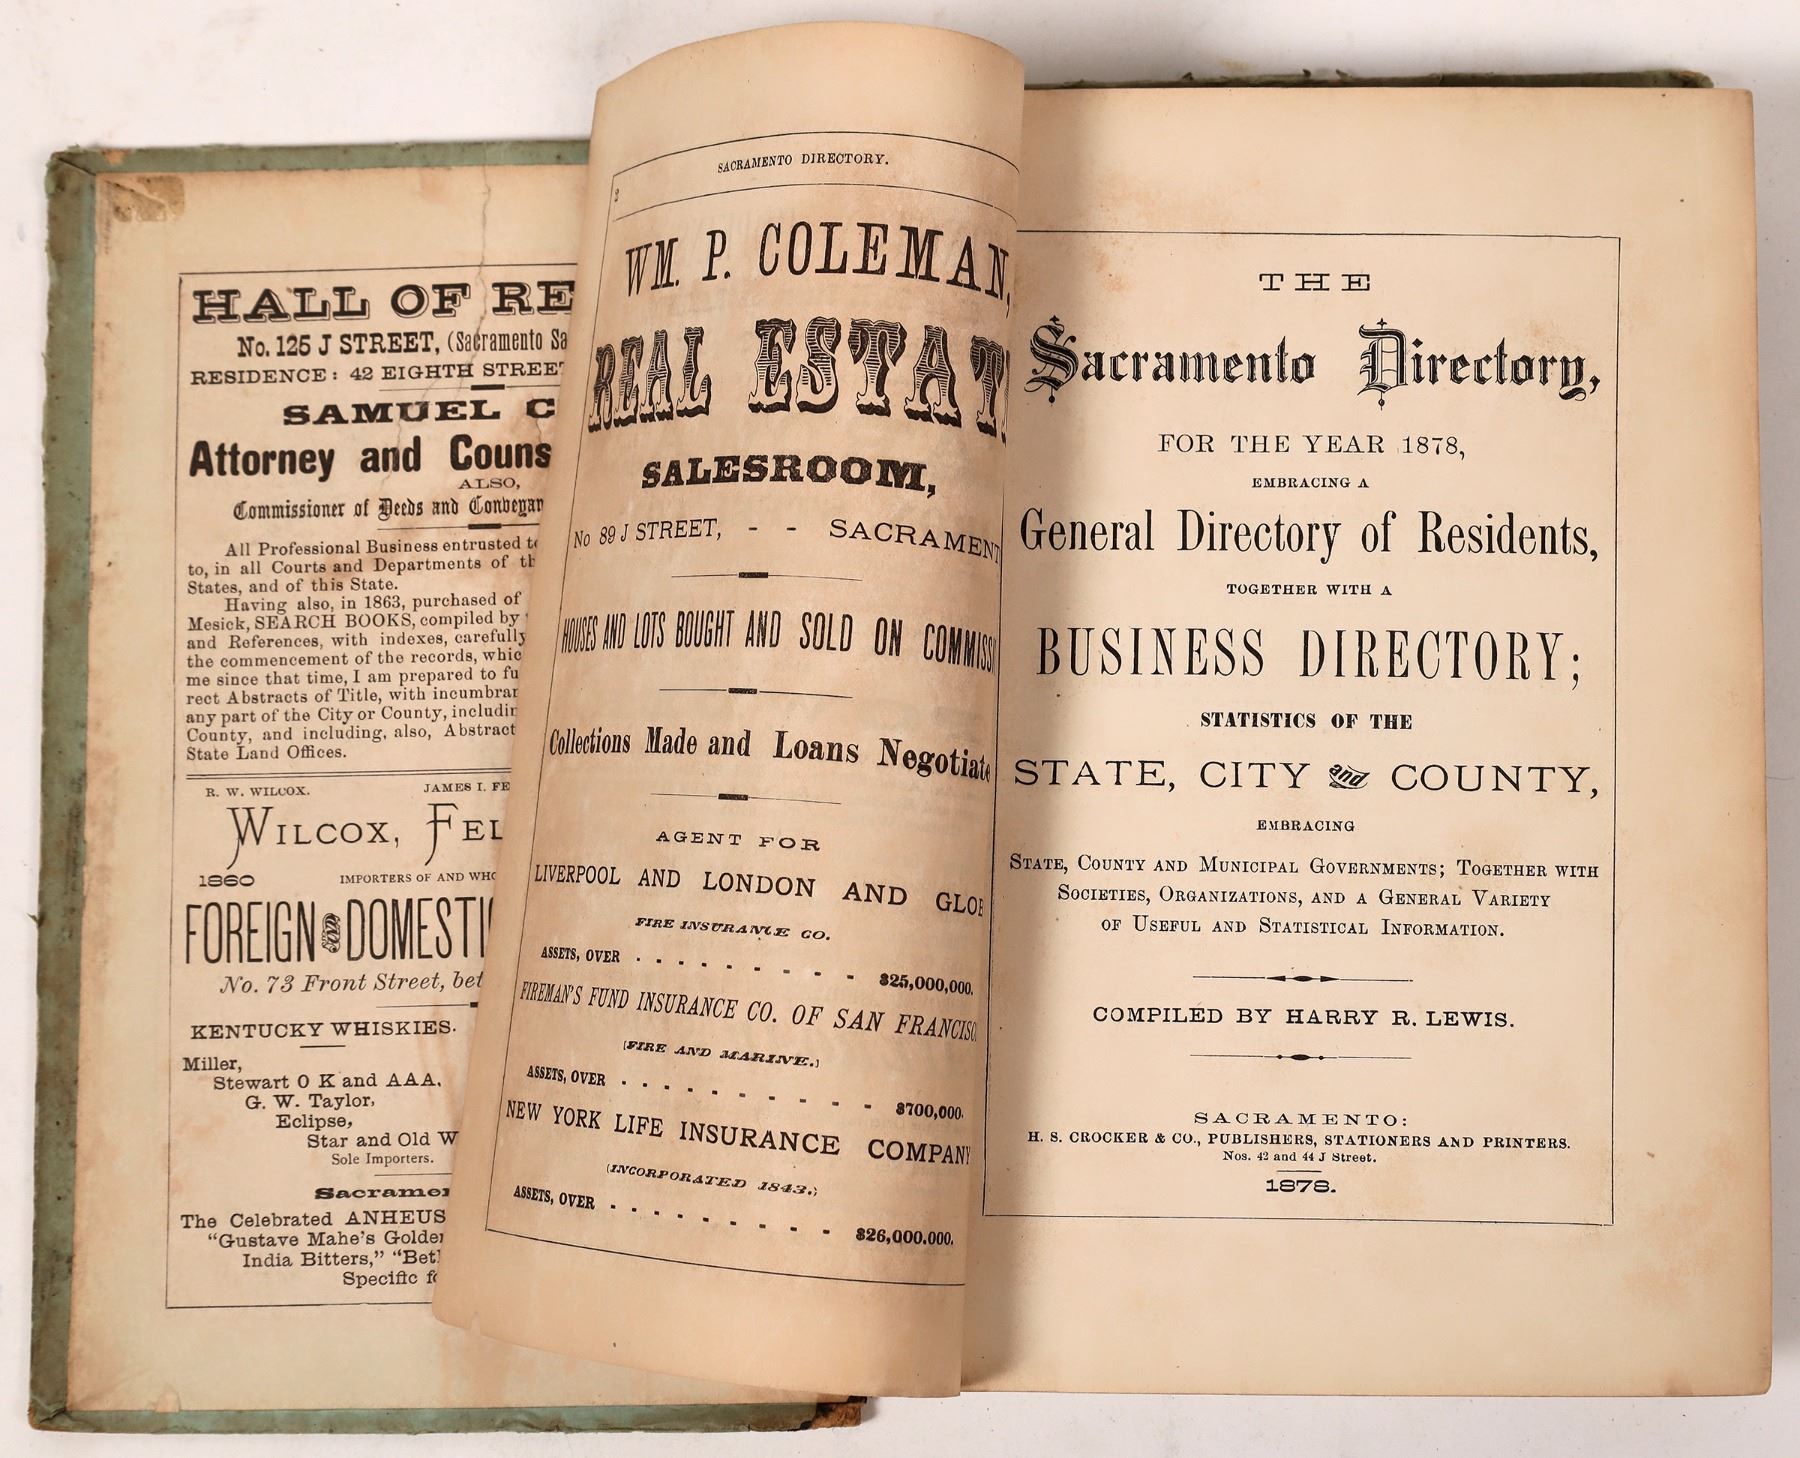 HALL OF RE
No. 125 J STREET, (Sacramento Sa
RESIDENCE: 42 EIGHTH STREET
SAMUEL C
Attorney and Couns
ALSO,
Commissioner of Deeds and Conveyan
All Professional Business entrusted to
to, in all Courts and Departments of th
States, and of this State.
Having also, in 1863, purchased of
Mesick, SEARCH BOOKS, compiled by
and References, with indexes, carefully
the commencement of the records, whic
me since that time, I am prepared to fu
rect Abstracts of Title, with incumbran
any part of the City or County, includin
County, and including, also, Abstract
State Land Offices.
R. W. WILCOX. JAMES I. FE
WILCOX, FEL
1860 IMPORTERS OF AND WHO
FOREIGN and DOMESTI
No. 73 Front Street, bet
KENTUCKY WHISKIES.
Miller,
Stewart O K and AAA,
G. W. Taylor,
Eclipse,
Star and Old W
Sole Importers.
Sacramen
The Celebrated ANHEUS
"Gustave Mahe's Golden
India Bitters," "Beth
Specific fo
2 SACRAMENTO DIRECTORY.
WM. P. COLEMAN,
REAL ESTAT
SALESROOM,
No 89 J STREET, - - SACRAMENT
HOUSES AND LOTS BOUGHT AND SOLD ON COMMISSI
Collections Made and Loans Negotiate
AGENT FOR
LIVERPOOL AND LONDON AND GLOB
FIRE INSURANCE CO.
ASSETS, OVER - - - - - - - - - $25,000,000.
FIREMAN'S FUND INSURANCE CO. OF SAN FRANCISC
(FIRE AND MARINE.)
ASSETS, OVER - - - - - - - - - $700,000.
NEW YORK LIFE INSURANCE COMPANY
(INCORPORATED 1843.)
ASSETS, OVER - - - - - - - - - $26,000.000.
THE
Sacramento Directory,
FOR THE YEAR 1878,
EMBRACING A
General Directory of Residents,
TOGETHER WITH A
BUSINESS DIRECTORY;
STATISTICS OF THE
STATE, CITY and COUNTY,
EMBRACING
STATE, COUNTY AND MUNICIPAL GOVERNMENTS; TOGETHER WITH
SOCIETIES, ORGANIZATIONS, AND A GENERAL VARIETY
OF USEFUL AND STATISTICAL INFORMATION.
COMPILED BY HARRY R. LEWIS.
SACRAMENTO:
H. S. CROCKER & CO., PUBLISHERS, STATIONERS AND PRINTERS.
Nos. 42 and 44 J Street.
1878.